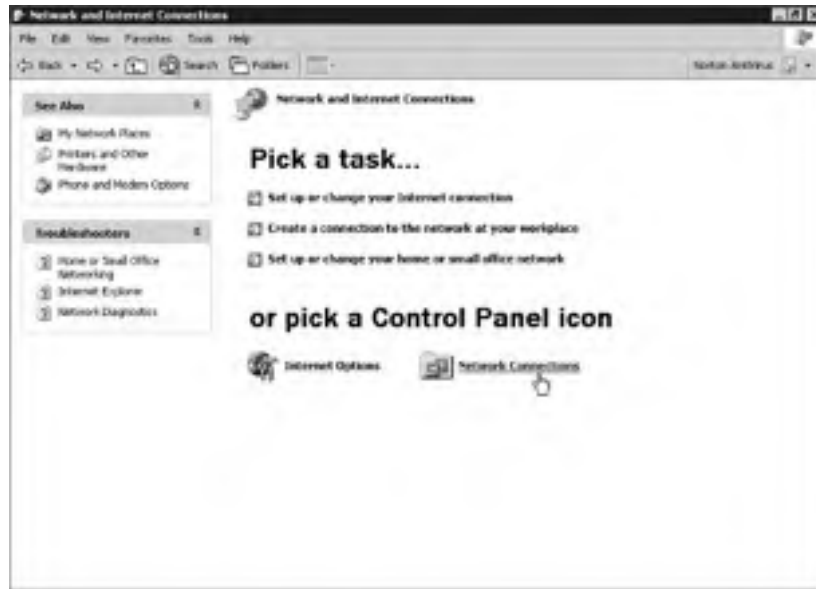 Network and Internet Connections
File Edit View Favorites Tools Help
Back Search Folders Norton AntiVirus
See Also
My Network Places
Printers and Other
Hardware
Phone and Modem Options
Troubleshooters
Home or Small Office
Networking
Internet Explorer
Network Diagnostics
Network and Internet Connections
Pick a task...
Set up or change your Internet connection
Create a connection to the network at your workplace
Set up or change your home or small office network
or pick a Control Panel icon
Internet Options Network Connections